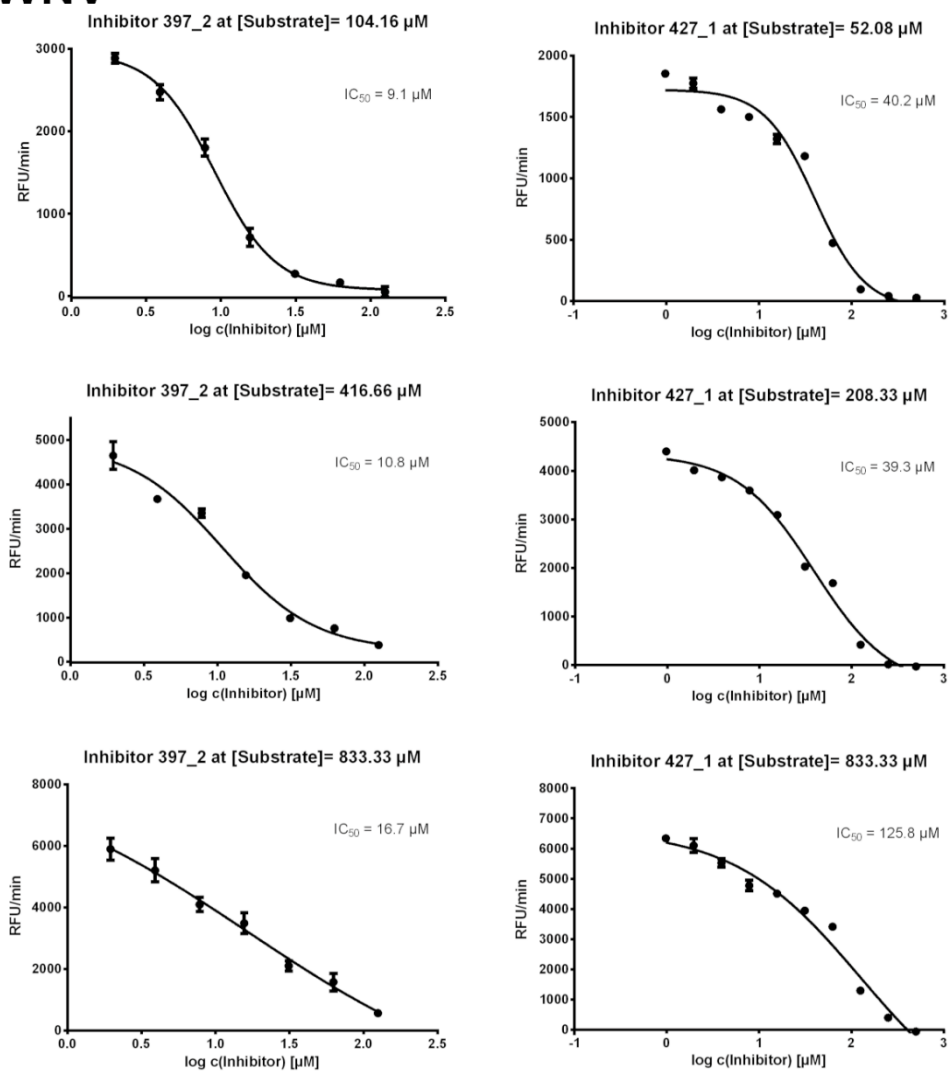 Inhibitor 397_2 at [Substrate]= 104.16 µM
3000
2000
1000
0
RFU/min
IC50 = 9.1 µM
0.0 0.5 1.0 1.5 2.0 2.5
log c(Inhibitor) [µM]
Inhibitor 427_1 at [Substrate]= 52.08 µM
2000
1500
1000
500
0
RFU/min
IC50 = 40.2 µM
-1 0 1 2 3
log c(Inhibitor) [µM]
Inhibitor 397_2 at [Substrate]= 416.66 µM
5000
4000
3000
2000
1000
0
RFU/min
IC50 = 10.8 µM
0.0 0.5 1.0 1.5 2.0 2.5
log c(Inhibitor) [µM]
Inhibitor 427_1 at [Substrate]= 208.33 µM
5000
4000
3000
2000
1000
0
RFU/min
IC50 = 39.3 µM
-1 0 1 2 3
log c(Inhibitor) [µM]
Inhibitor 397_2 at [Substrate]= 833.33 µM
8000
6000
4000
2000
0
RFU/min
IC50 = 16.7 µM
0.0 0.5 1.0 1.5 2.0 2.5
log c(Inhibitor) [µM]
Inhibitor 427_1 at [Substrate]= 833.33 µM
8000
7000
6000
5000
4000
3000
2000
1000
0
RFU/min
IC50 = 125.8 µM
-1 0 1 2 3
log c(Inhibitor) [µM]